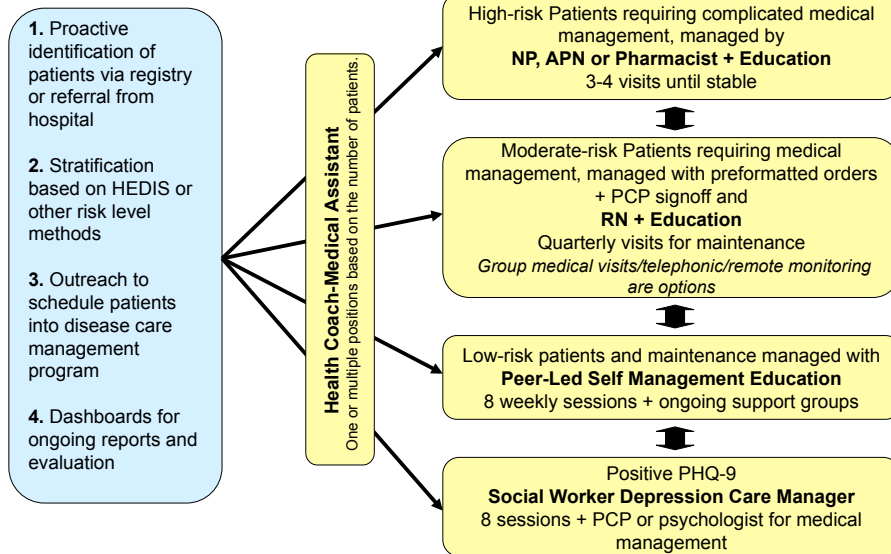 1. Proactive
identification of
patients via registry
or referral from
hospital
2. Stratification
based on HEDIS or
other risk level
methods
3. Outreach to
schedule patients
into disease care
management
program
4. Dashboards for
ongoing reports and
evaluation
Health Coach-Medical Assistant
One or multiple positions based on the number of patients.
High-risk Patients requiring complicated medical
management, managed by
NP, APN or Pharmacist + Education
3-4 visits until stable
Moderate-risk Patients requiring medical
management, managed with preformatted orders
+ PCP signoff and
RN + Education
Quarterly visits for maintenance
Group medical visits/telephonic/remote monitoring
are options
Low-risk patients and maintenance managed with
Peer-Led Self Management Education
8 weekly sessions + ongoing support groups
Positive PHQ-9
Social Worker Depression Care Manager
8 sessions + PCP or psychologist for medical
management